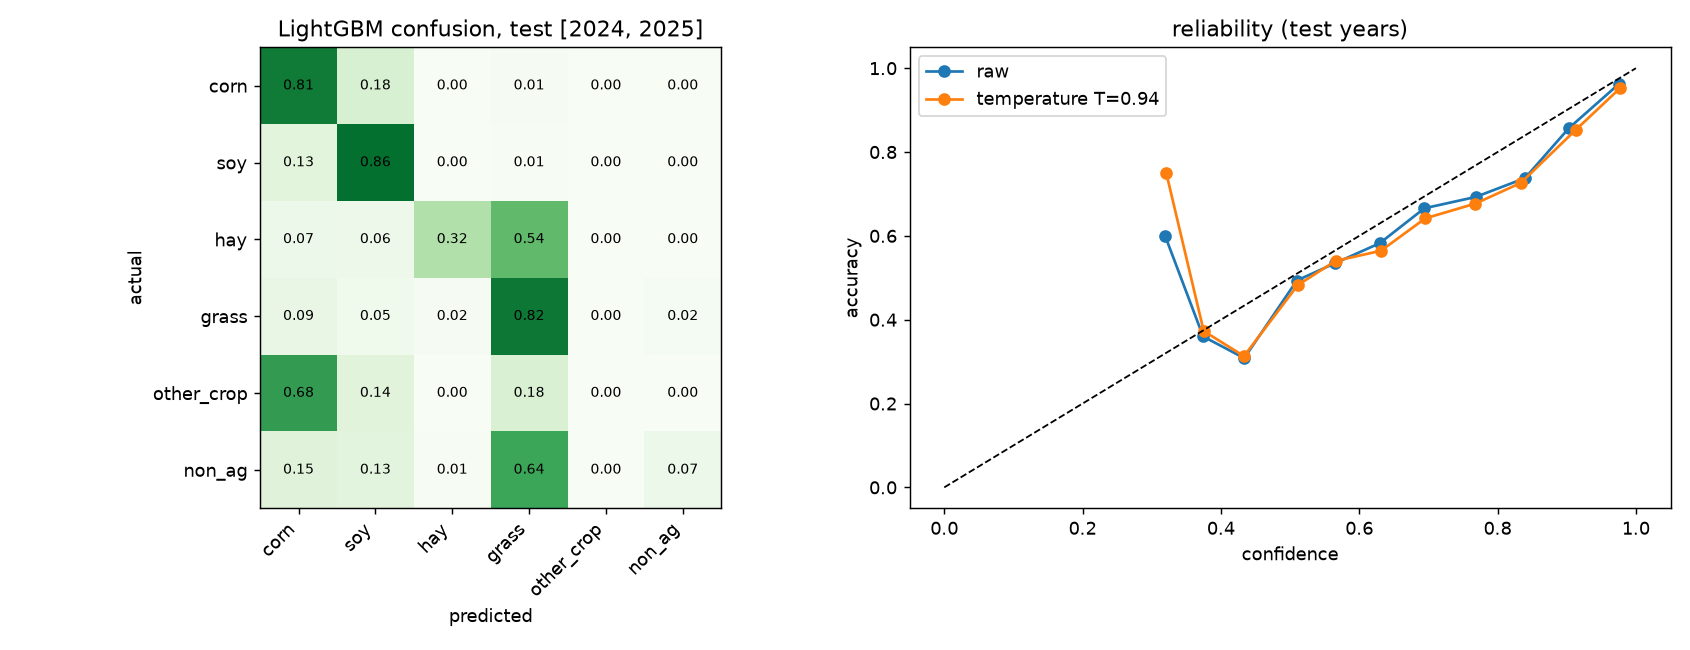 LightGBM confusion, test [2024, 2025]
corn 0.81 0.18 0.00 0.01 0.00 0.00
soy 0.13 0.86 0.00 0.01 0.00 0.00
hay 0.07 0.06 0.32 0.54 0.00 0.00
grass 0.09 0.05 0.02 0.82 0.00 0.02
other_crop 0.68 0.14 0.00 0.18 0.00 0.00
non_ag 0.15 0.13 0.01 0.64 0.00 0.07
actual
corn soy hay grass other_crop non_ag
predicted
reliability (test years)
raw
temperature T=0.94
1.0
0.8
0.6
0.4
0.2
0.0
accuracy
0.0 0.2 0.4 0.6 0.8 1.0
confidence